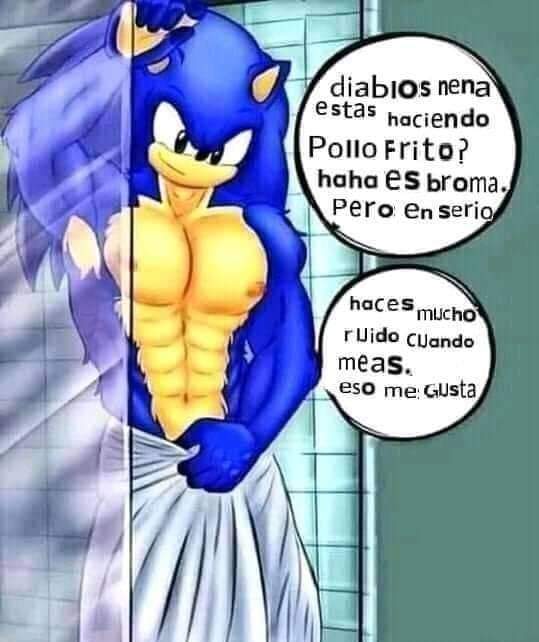 diablos nena
estas haciendo
Pollo Frito?
haha es broma.
Pero en serio
haces mucho
ruido cuando
meas.
eso me gusta